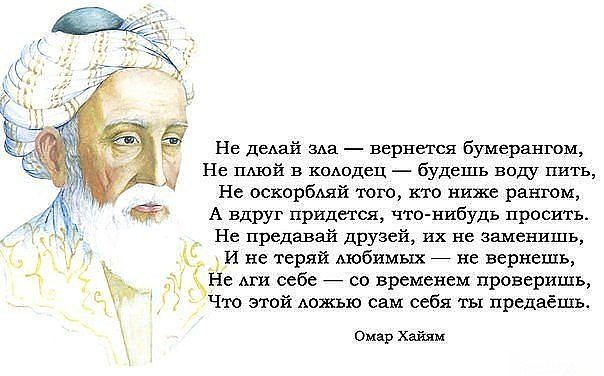 Не делай зла — вернется бумерангом,
Не плюй в колодец — будешь воду пить,
Не оскорбляй того, кто ниже рангом,
А вдруг придется, что-нибудь просить.
Не предавай друзей, их не заменишь,
И не теряй любимых — не вернешь,
Не лги себе — со временем проверишь,
Что этой ложью сам себя ты предаёшь.
Омар Хайям